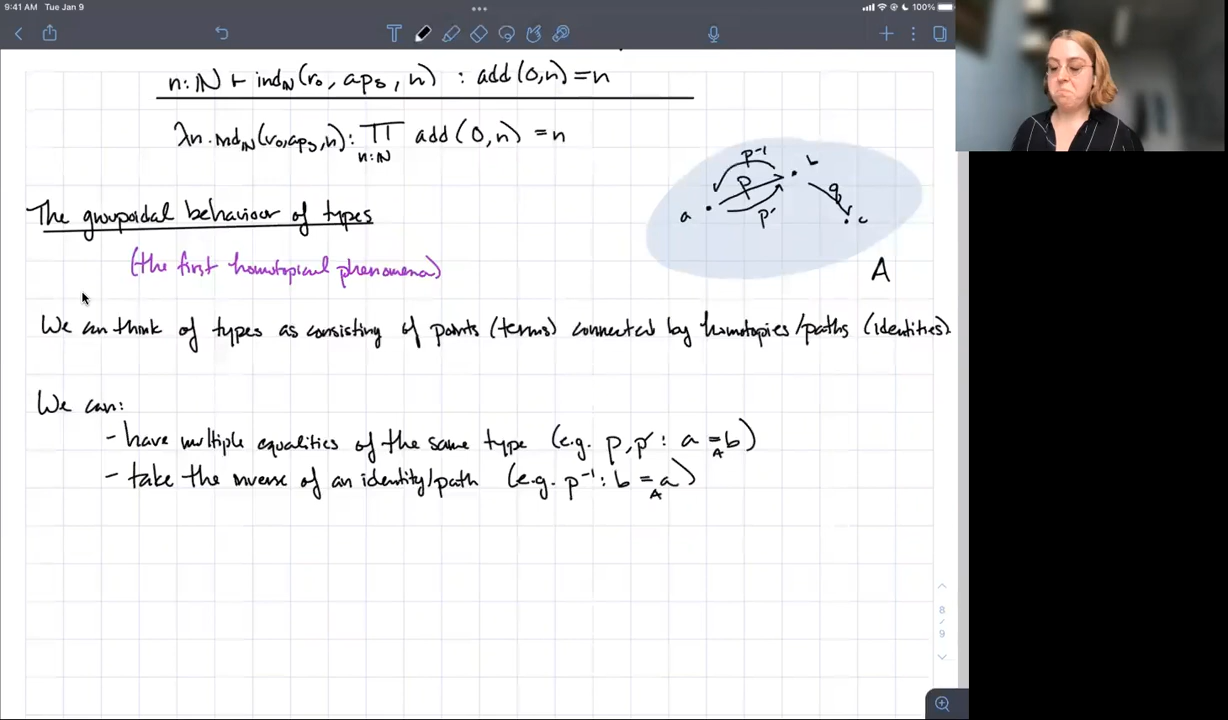 9:41 AM Tue Jan 9
100%
n:ℕ ⊢ ind_ℕ(r₀, ap_S, n) : add(0,n)=n
λn.ind_ℕ(r₀,ap_S,n): ∏_{n:ℕ} add(0,n) = n
The groupoidal behaviour of types
(the first homotopical phenomena)
p⁻¹
b
p
q
a
p'
c
A
We can think of types as consisting of points (terms) connected by homotopies/paths (identities).
We can:
- have multiple equalities of the same type (e.g. p, p' : a =_A b)
- take the inverse of an identity/path (e.g. p⁻¹ : b =_A a)
8
/
9